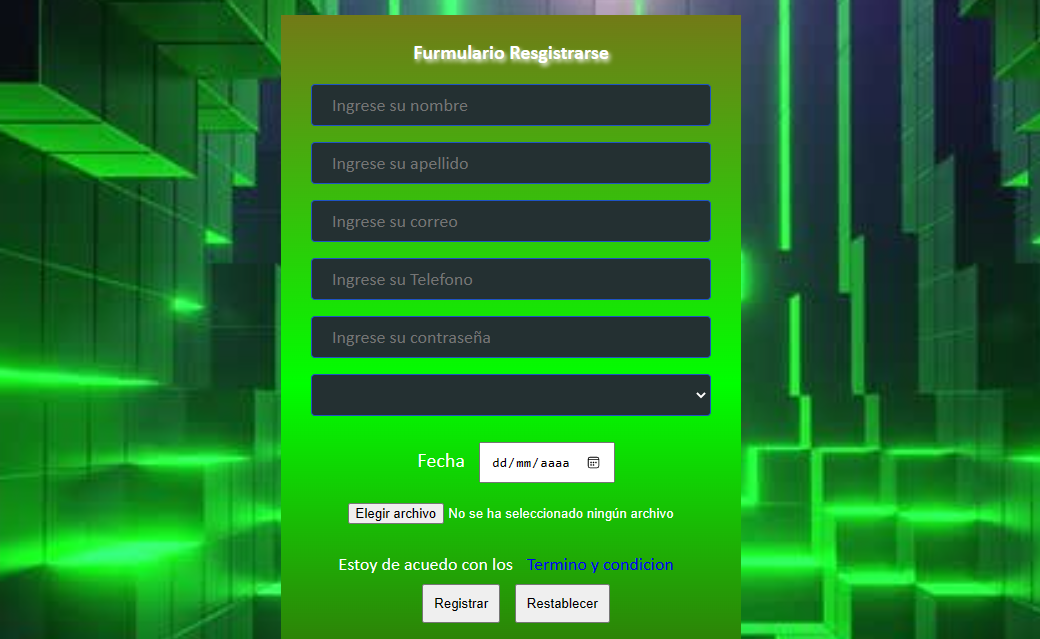 Furmulario Resgistrarse
Ingrese su nombre
Ingrese su apellido
Ingrese su correo
Ingrese su Telefono
Ingrese su contraseña
Fecha dd/mm/aaaa
Elegir archivo No se ha seleccionado ningún archivo
Estoy de acuedo con los Termino y condicion
Registrar Restablecer